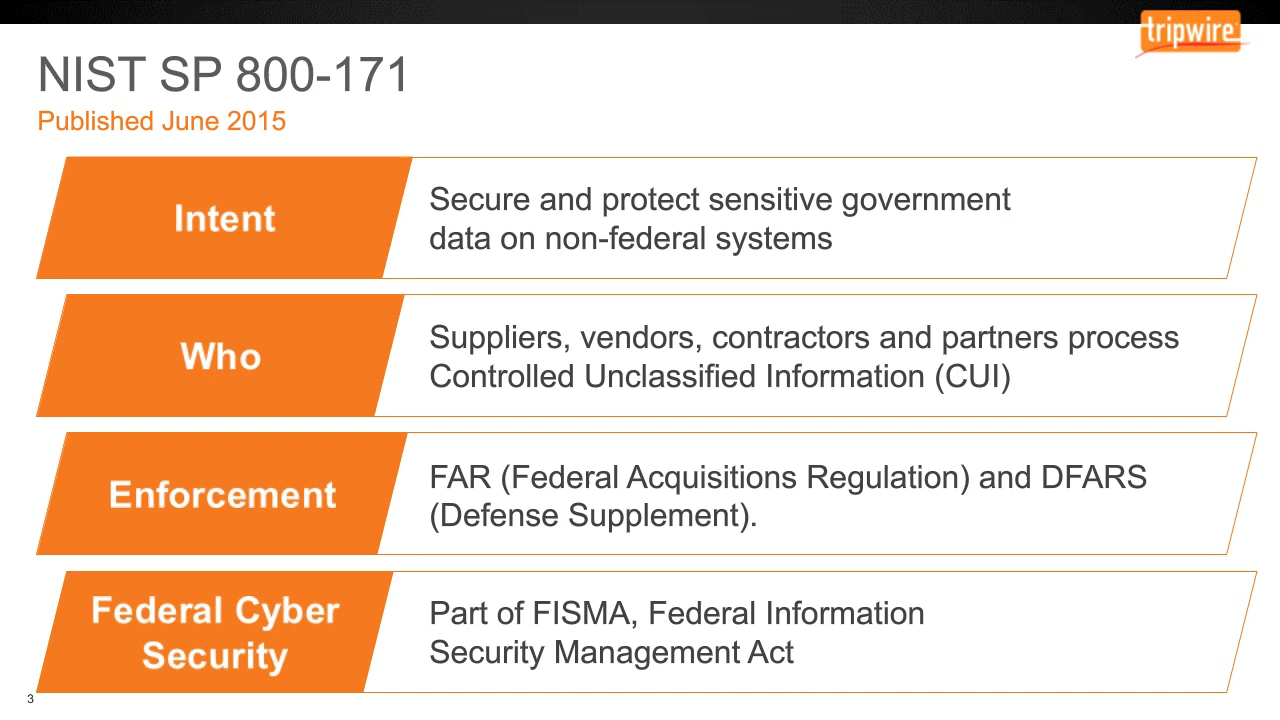 tripwire
NIST SP 800-171
Published June 2015
Intent
Secure and protect sensitive government
data on non-federal systems
Who
Suppliers, vendors, contractors and partners process
Controlled Unclassified Information (CUI)
Enforcement
FAR (Federal Acquisitions Regulation) and DFARS
(Defense Supplement).
Federal Cyber
Security
Part of FISMA, Federal Information
Security Management Act
3